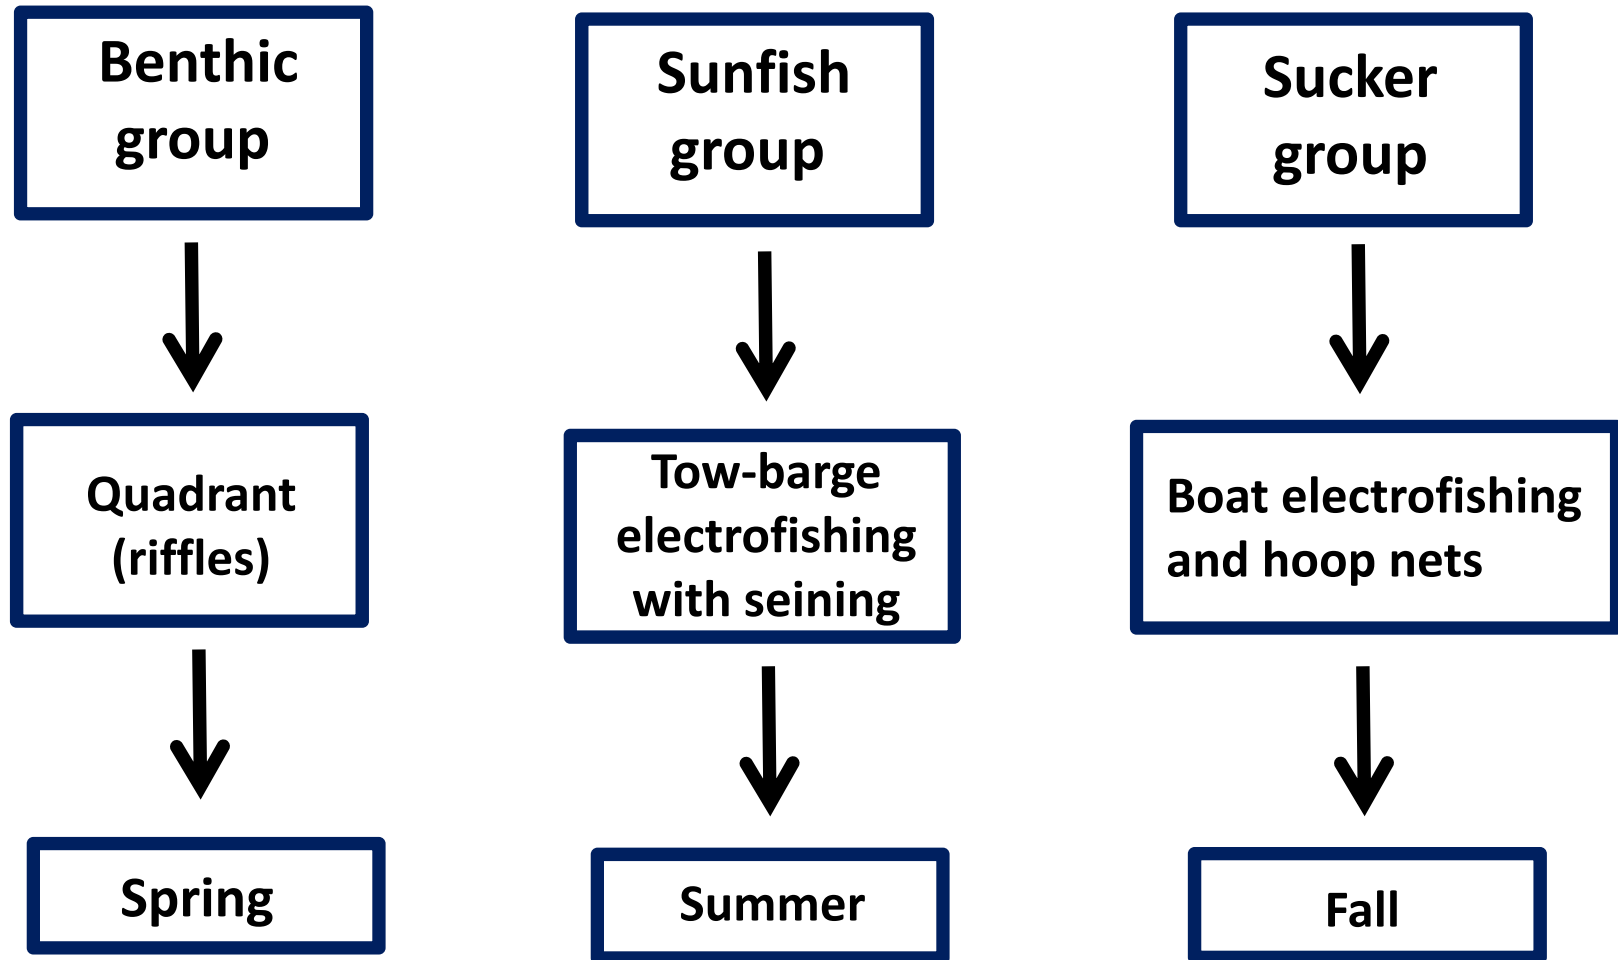 Benthic
group
Sunfish
group
Sucker
group
Quadrant
(riffles)
Tow-barge
electrofishing
with seining
Boat electrofishing
and hoop nets
Spring
Summer
Fall